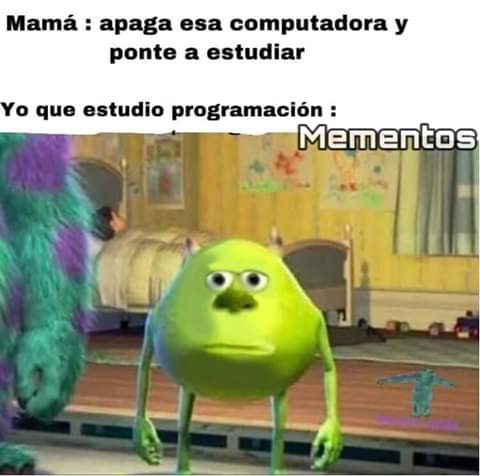 Mamá : apaga esa computadora y
ponte a estudiar
Yo que estudio programación :
Mementos